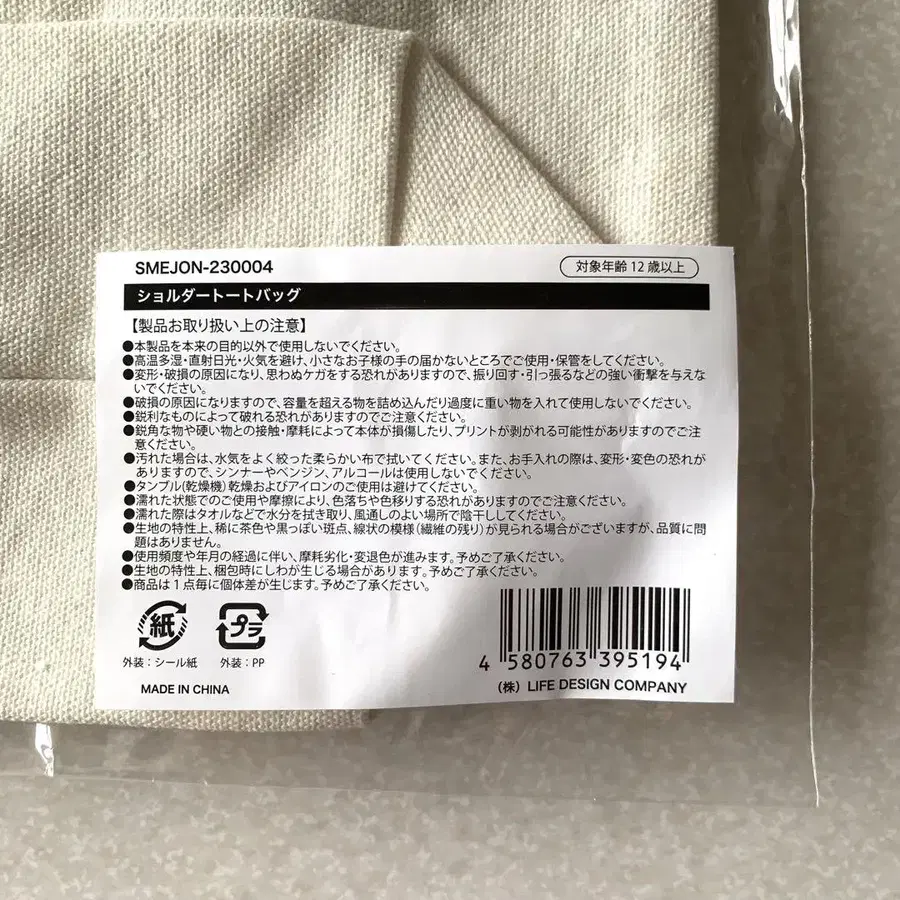 SMEJON-230004
対象年齢12歳以上
ショルダートートバッグ
【製品お取り扱い上の注意】
●本製品を本来の目的以外で使用しないでください。
●高温多湿・直射日光・火気を避け、小さなお子様の手の届かないところでご使用・保管をしてください。
●変形・破損の原因になり、思わぬケガをする恐れがありますので、振り回す・引っ張るなどの強い衝撃を与えな
いでください。
●破損の原因になりますので、容量を超える物を詰め込んだり過度に重い物を入れて使用しないでください。
●鋭利なものによって破れる恐れがありますのでご注意ください。
●鋭角な物や硬い物との接触・摩耗によって本体が損傷したり、プリントが剥がれる可能性がありますのでご注
意ください。
●汚れた場合は、水気をよく絞った柔らかい布で拭いてください。また、お手入れの際は、変形・変色の恐れが
ありますので、シンナーやベンジン、アルコールは使用しないでください。
●タンブル(乾燥機)乾燥およびアイロンのご使用は避けてください。
●濡れた状態でのご使用や摩擦により、色落ちや色移りする恐れがありますのでご注意ください。
●濡れた際はタオルなどで水分を拭き取り、風通しのよい場所で陰干ししてください。
●生地の特性上、稀に茶色や黒っぽい斑点、線状の模様(繊維の残り)が見られる場合がございますが、品質に問
題はありません。
●使用頻度や年月の経過に伴い、摩耗劣化・変退色が進みます。予めご了承ください。
●生地の特性上、梱包時にしわが生じる場合があります。予めご了承ください。
●商品は1点毎に個体差が生じます。予めご了承ください。
紙
プラ
外装：シール紙
外装：PP
4 580763 395194
MADE IN CHINA
（株）LIFE DESIGN COMPANY